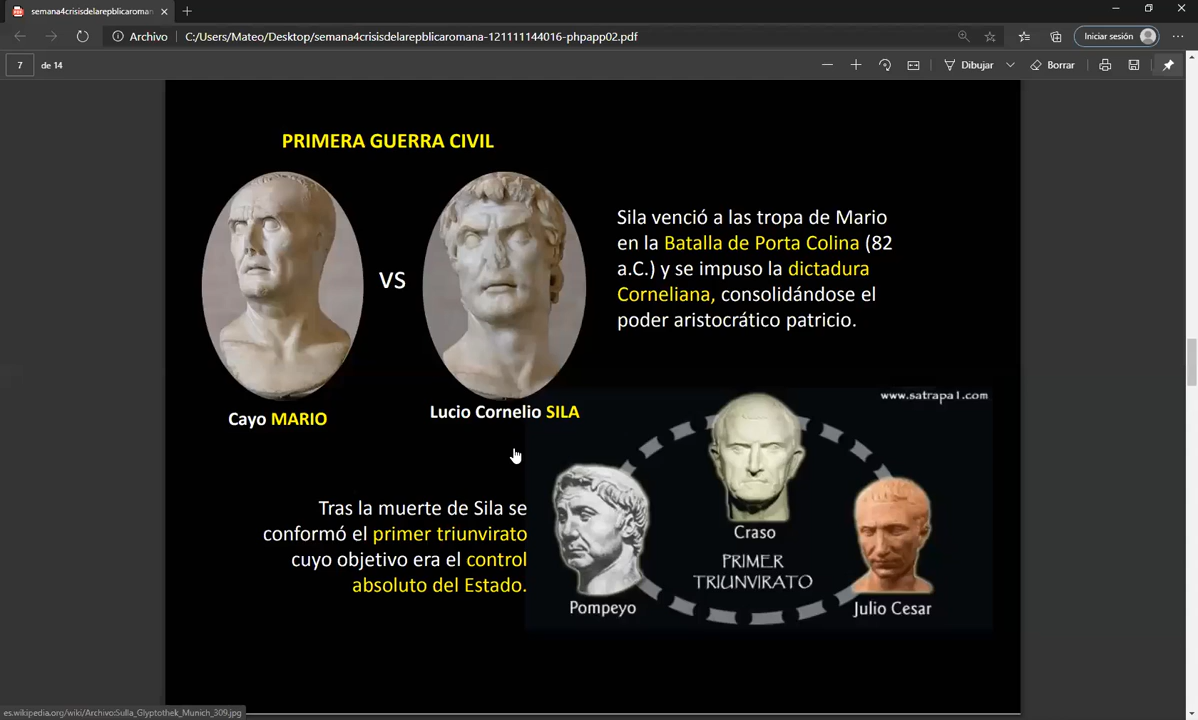 semana4crisisdelarepblicaroman
Archivo
C:/Users/Mateo/Desktop/semana4crisisdelarepblicaromana-121111144016-phpapp02.pdf
Iniciar sesión
7
de 14
Dibujar
Borrar
PRIMERA GUERRA CIVIL
VS
Cayo MARIO
Lucio Cornelio SILA
Sila venció a las tropa de Mario
en la Batalla de Porta Colina (82
a.C.) y se impuso la dictadura
Corneliana, consolidándose el
poder aristocrático patricio.
www.satrapa1.com
Tras la muerte de Sila se
conformó el primer triunvirato
cuyo objetivo era el control
absoluto del Estado.
Craso
PRIMER
TRIUNVIRATO
Pompeyo
Julio Cesar
es.wikipedia.org/wiki/Archivo:Sulla_Glyptothek_Munich_309.jpg